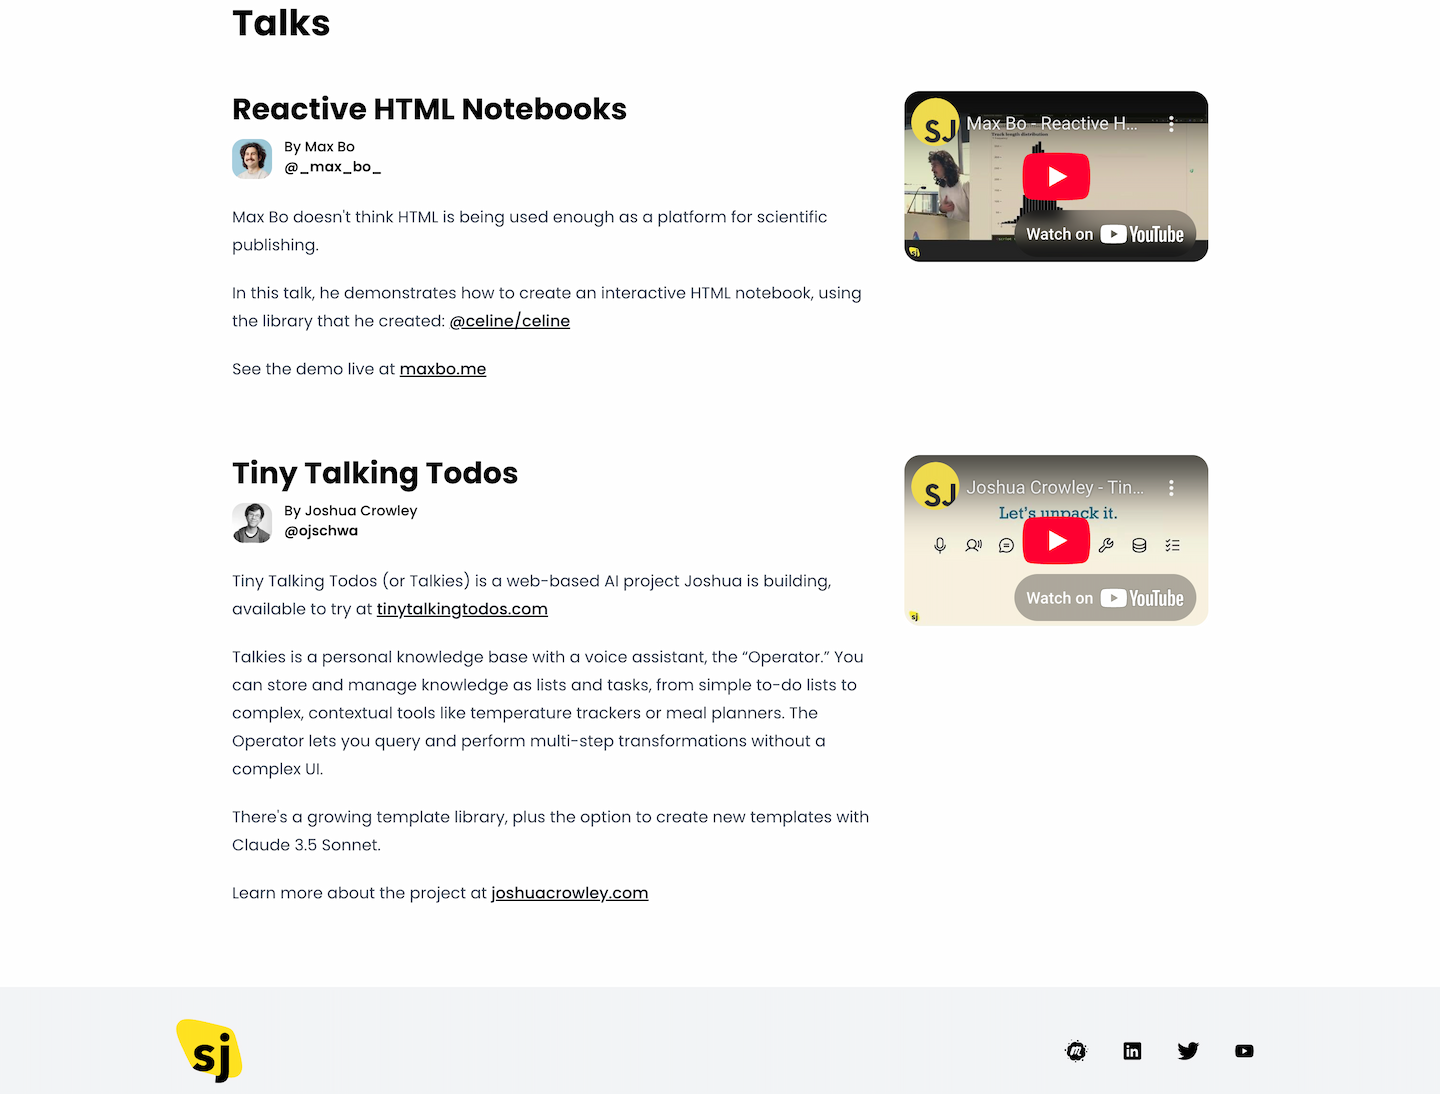 Talks
Reactive HTML Notebooks
By Max Bo
@_max_bo_
Max Bo doesn't think HTML is being used enough as a platform for scientific
publishing.
In this talk, he demonstrates how to create an interactive HTML notebook, using
the library that he created: @celine/celine
See the demo live at maxbo.me
SJ
Max Bo - Reactive H...
Track length distribution
Watch on YouTube
Tiny Talking Todos
By Joshua Crowley
@ojschwa
Tiny Talking Todos (or Talkies) is a web-based AI project Joshua is building,
available to try at tinytalkingtodos.com
Talkies is a personal knowledge base with a voice assistant, the “Operator.” You
can store and manage knowledge as lists and tasks, from simple to-do lists to
complex, contextual tools like temperature trackers or meal planners. The
Operator lets you query and perform multi-step transformations without a
complex UI.
There's a growing template library, plus the option to create new templates with
Claude 3.5 Sonnet.
Learn more about the project at joshuacrowley.com
SJ
Joshua Crowley - Tin...
Let's unpack it.
Watch on YouTube
sj
sj
m
in